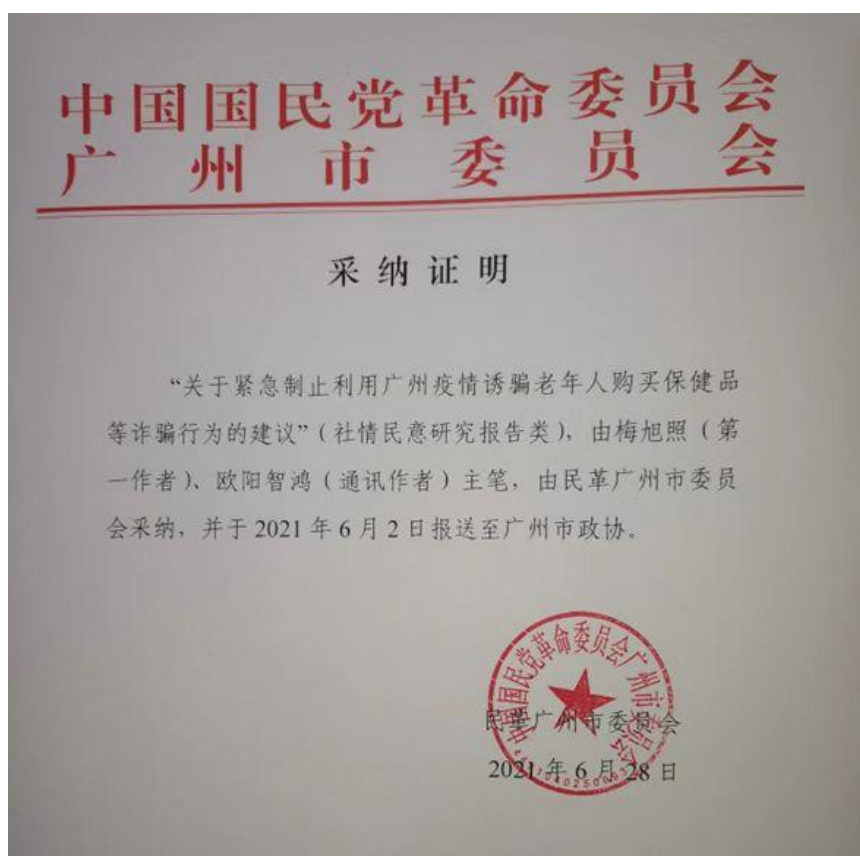 中国国民党革命委员会
广州市委员会
采纳证明
“关于紧急制止利用广州疫情诱骗老年人购买保健品
等诈骗行为的建议”(社情民意研究报告类),由梅旭照(第
一作者)、欧阳智鸿(通讯作者)主笔,由民革广州市委员
会采纳,并于2021年6月2日报送至广州市政协。
中国国民党革命委员会广州市委员会
民革广州市委员会
2021年6月28日